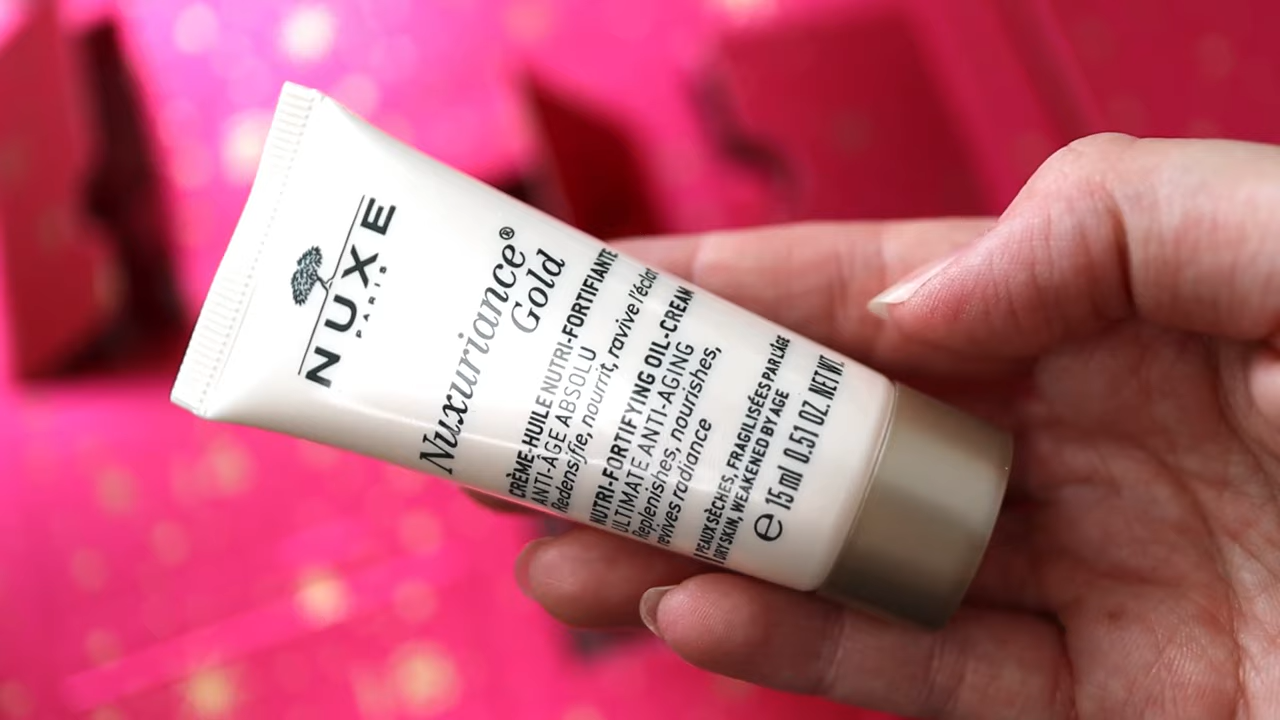 NUXE
PARIS
Nuxuriance®
Gold
CRÈME-HUILE NUTRI-FORTIFIANTE
ANTI-ÂGE ABSOLU
Redensifie, nourrit, ravive l'éclat
NUTRI-FORTIFYING OIL-CREAM
ULTIMATE ANTI-AGING
Replenishes, nourishes,
revives radiance
PEAUX SÈCHES, FRAGILISÉES PAR L'ÂGE
DRY SKIN, WEAKENED BY AGE
℮ 15 ml 0.51 OZ. NET WT.